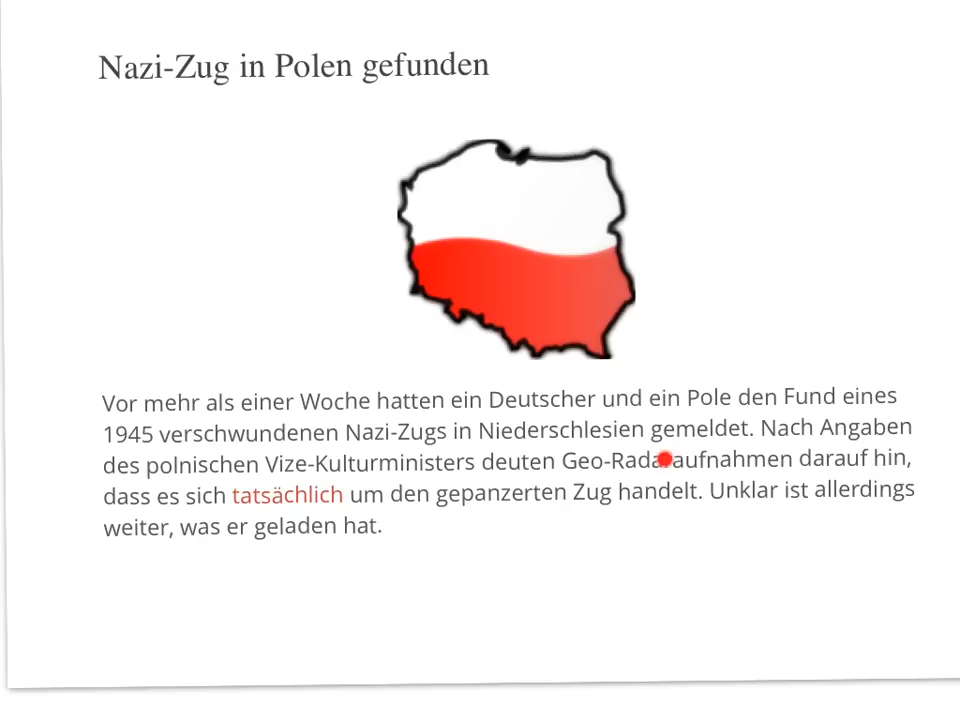 Nazi-Zug in Polen gefunden
Vor mehr als einer Woche hatten ein Deutscher und ein Pole den Fund eines
1945 verschwundenen Nazi-Zugs in Niederschlesien gemeldet. Nach Angaben
des polnischen Vize-Kulturministers deuten Geo-Radaraufnahmen darauf hin,
dass es sich tatsächlich um den gepanzerten Zug handelt. Unklar ist allerdings
weiter, was er geladen hat.